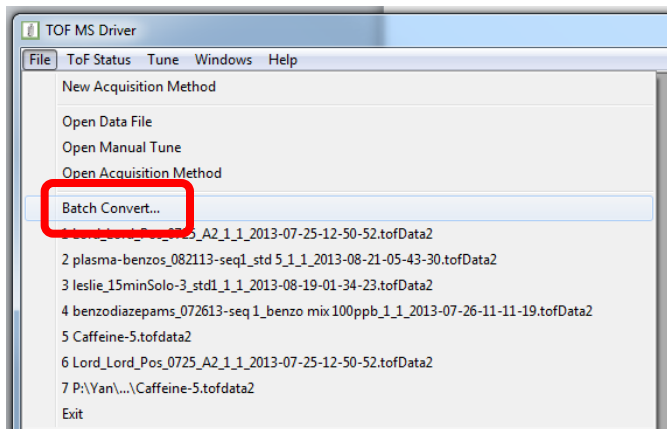 TOF MS Driver
File ToF Status Tune Windows Help
New Acquisition Method
Open Data File
Open Manual Tune
Open Acquisition Method
Batch Convert...
1 Lord_Lord_Pos_0725_A2_1_1_2013-07-25-12-50-52.tofData2
2 plasma-benzos_082113-seq1_std 5_1_1_2013-08-21-05-43-30.tofData2
3 leslie_15minSolo-3_std1_1_1_2013-08-19-01-34-23.tofData2
4 benzodiazepams_072613-seq 1_benzo mix 100ppb_1_1_2013-07-26-11-11-19.tofData2
5 Caffeine-5.tofdata2
6 Lord_Lord_Pos_0725_A2_1_1_2013-07-25-12-50-52.tofData2
7 P:\Yan\...\Caffeine-5.tofdata2
Exit